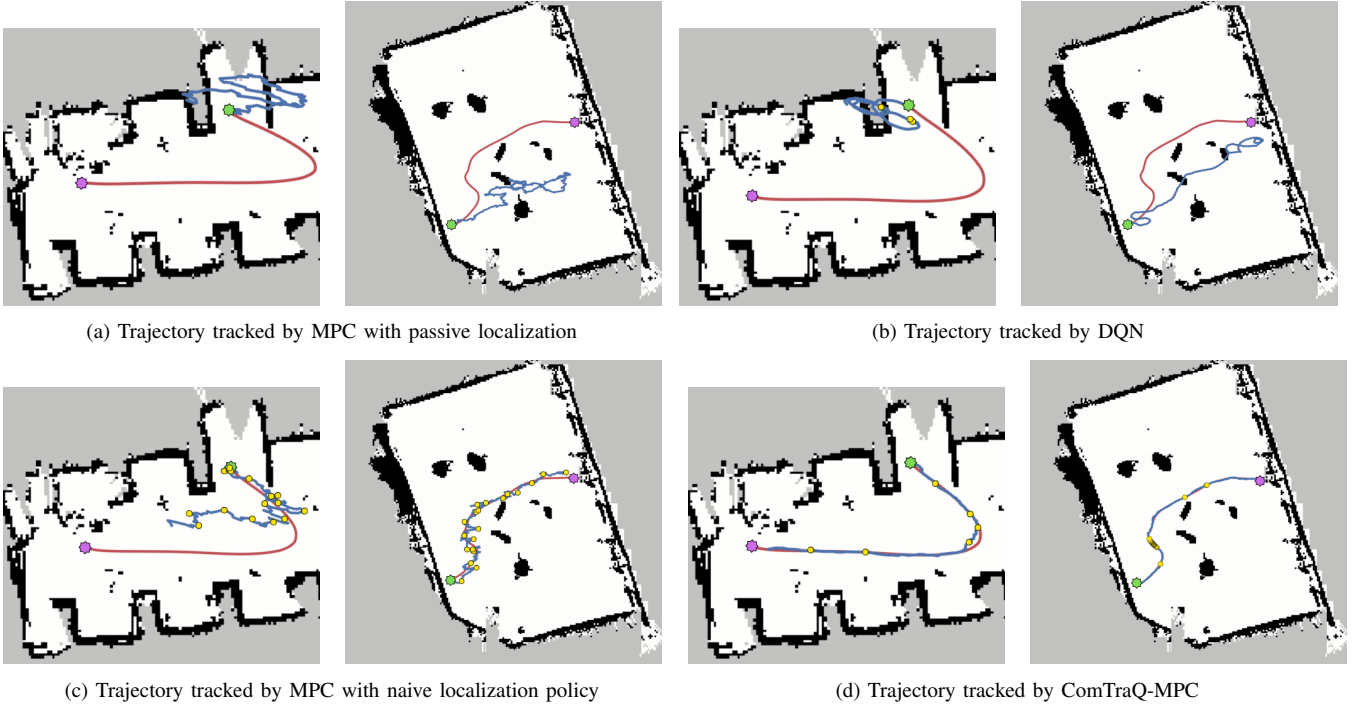 (a) Trajectory tracked by MPC with passive localization
(b) Trajectory tracked by DQN
(c) Trajectory tracked by MPC with naive localization policy
(d) Trajectory tracked by ComTraQ-MPC